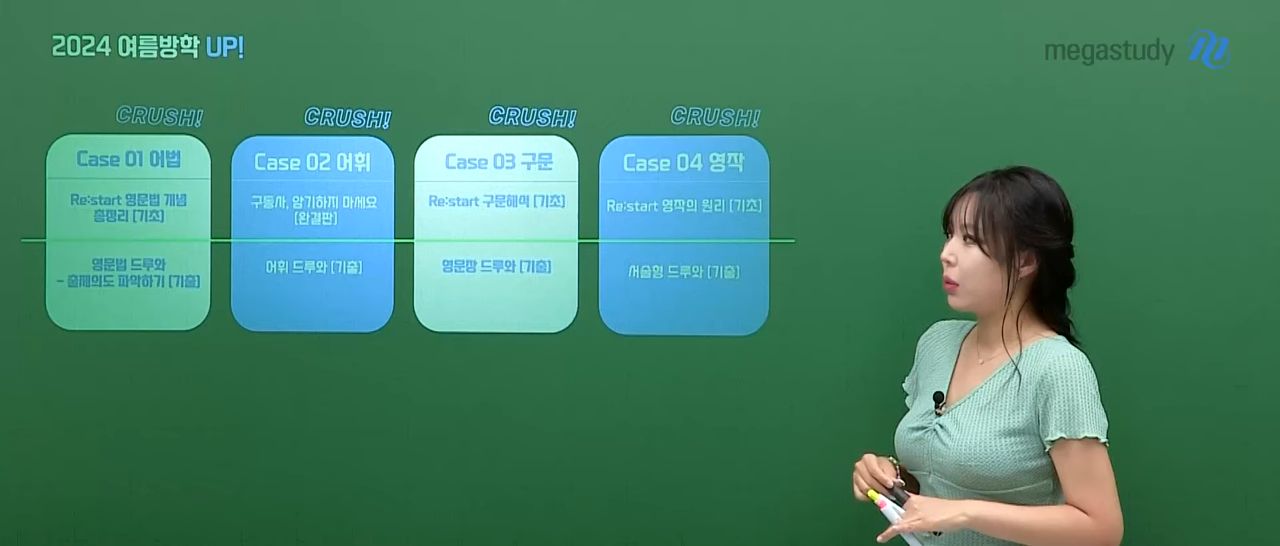 2024 여름방학 UP!
megastudy
CRUSH!
Case 01 어법
Re:start 영문법 개념
총정리 [기초]
영문법 드루와
- 출제의도 파악하기 [기출]
CRUSH!
Case 02 어휘
구동사, 암기하지 마세요
[완결판]
어휘 드루와 [기출]
CRUSH!
Case 03 구문
Re:start 구문해석 [기초]
영문장 드루와 [기출]
CRUSH!
Case 04 영작
Re:start 영작의 원리 [기초]
서술형 드루와 [기출]